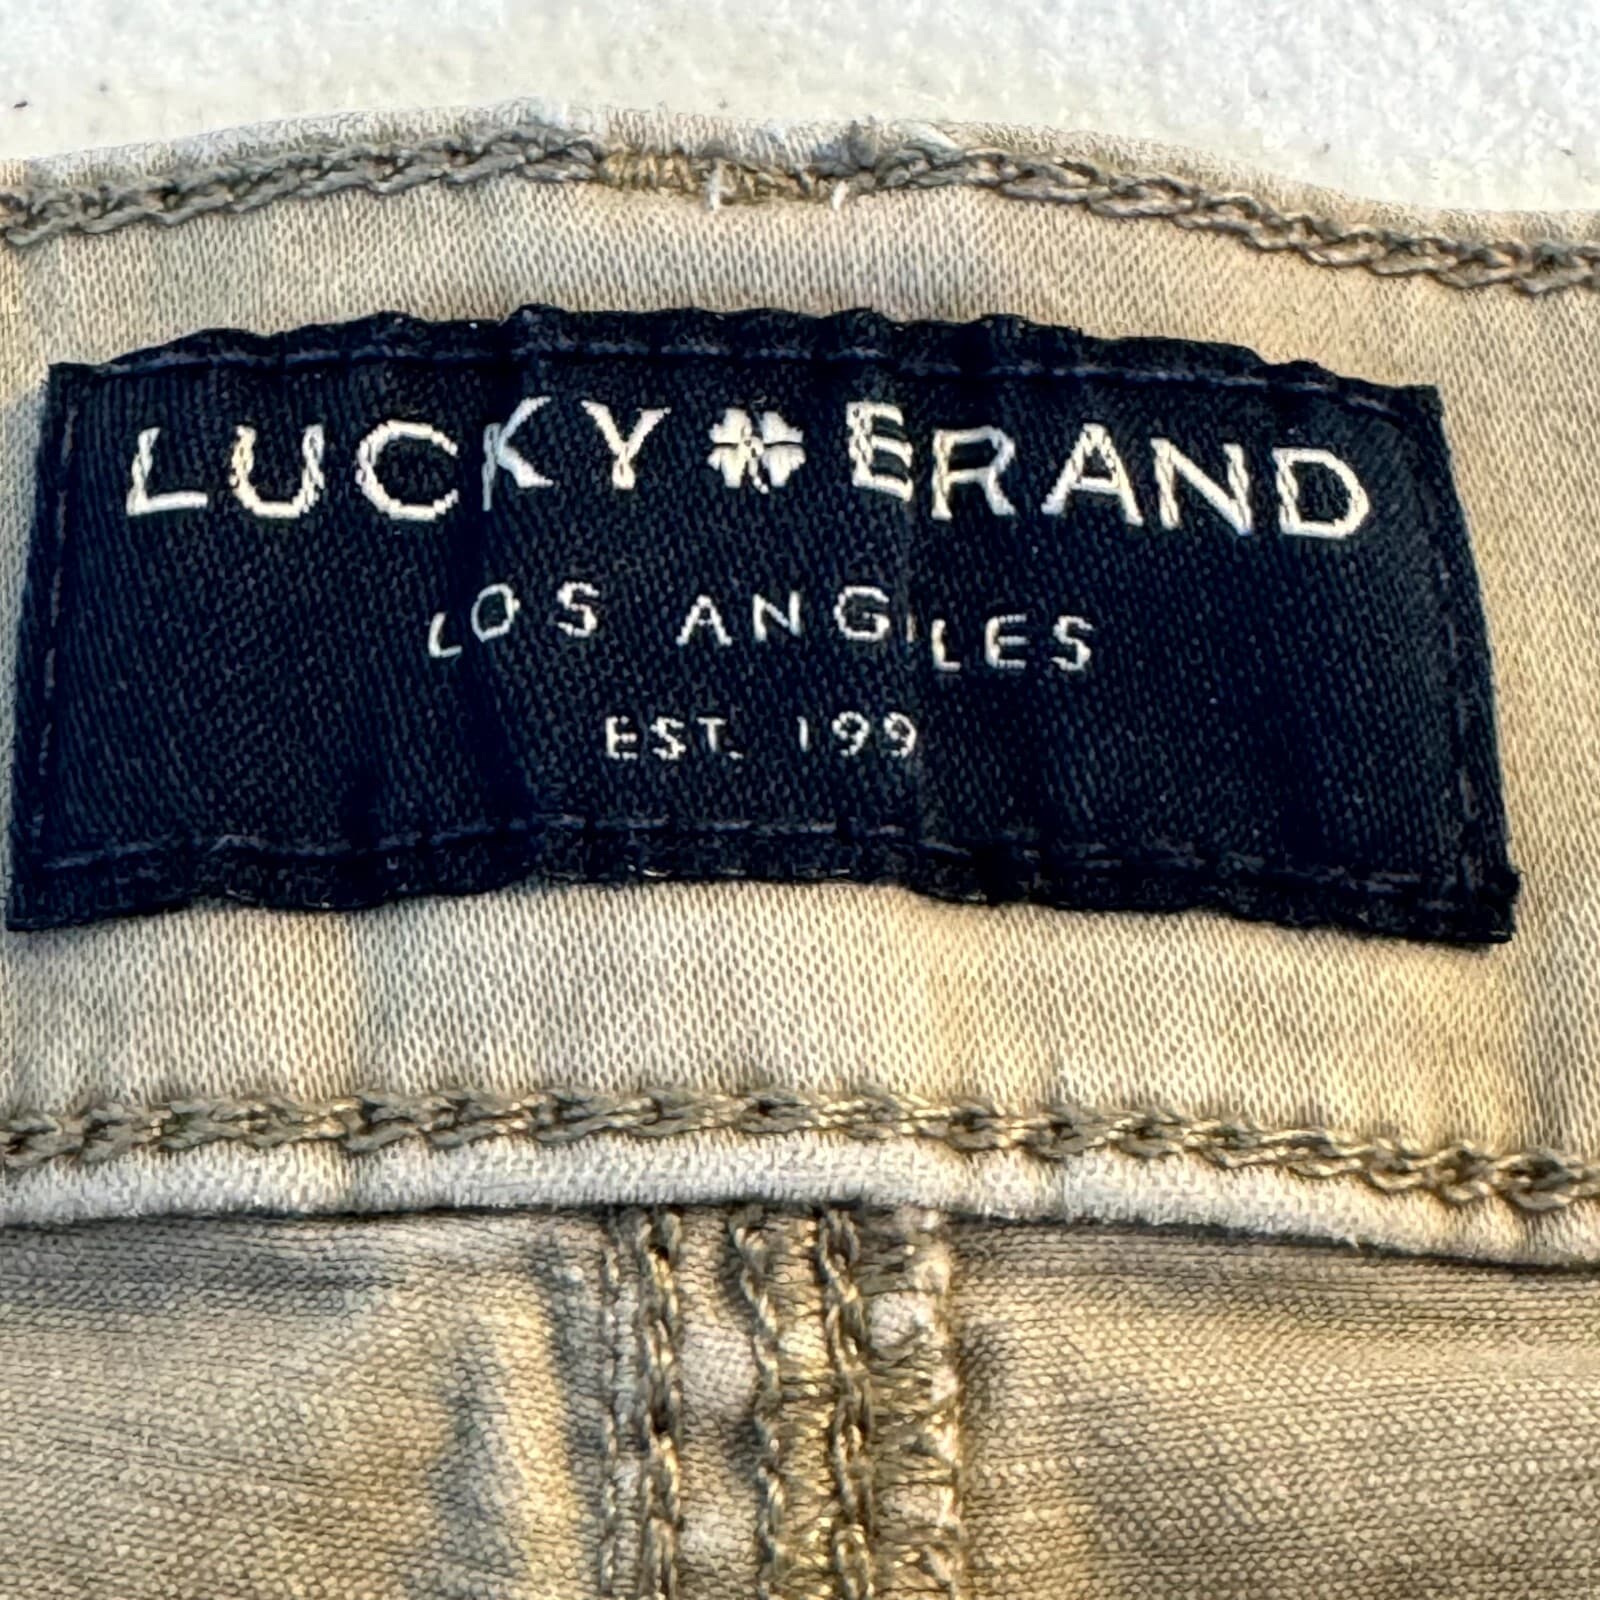 LUCKY BRAND
LOS ANGELES
EST. 199